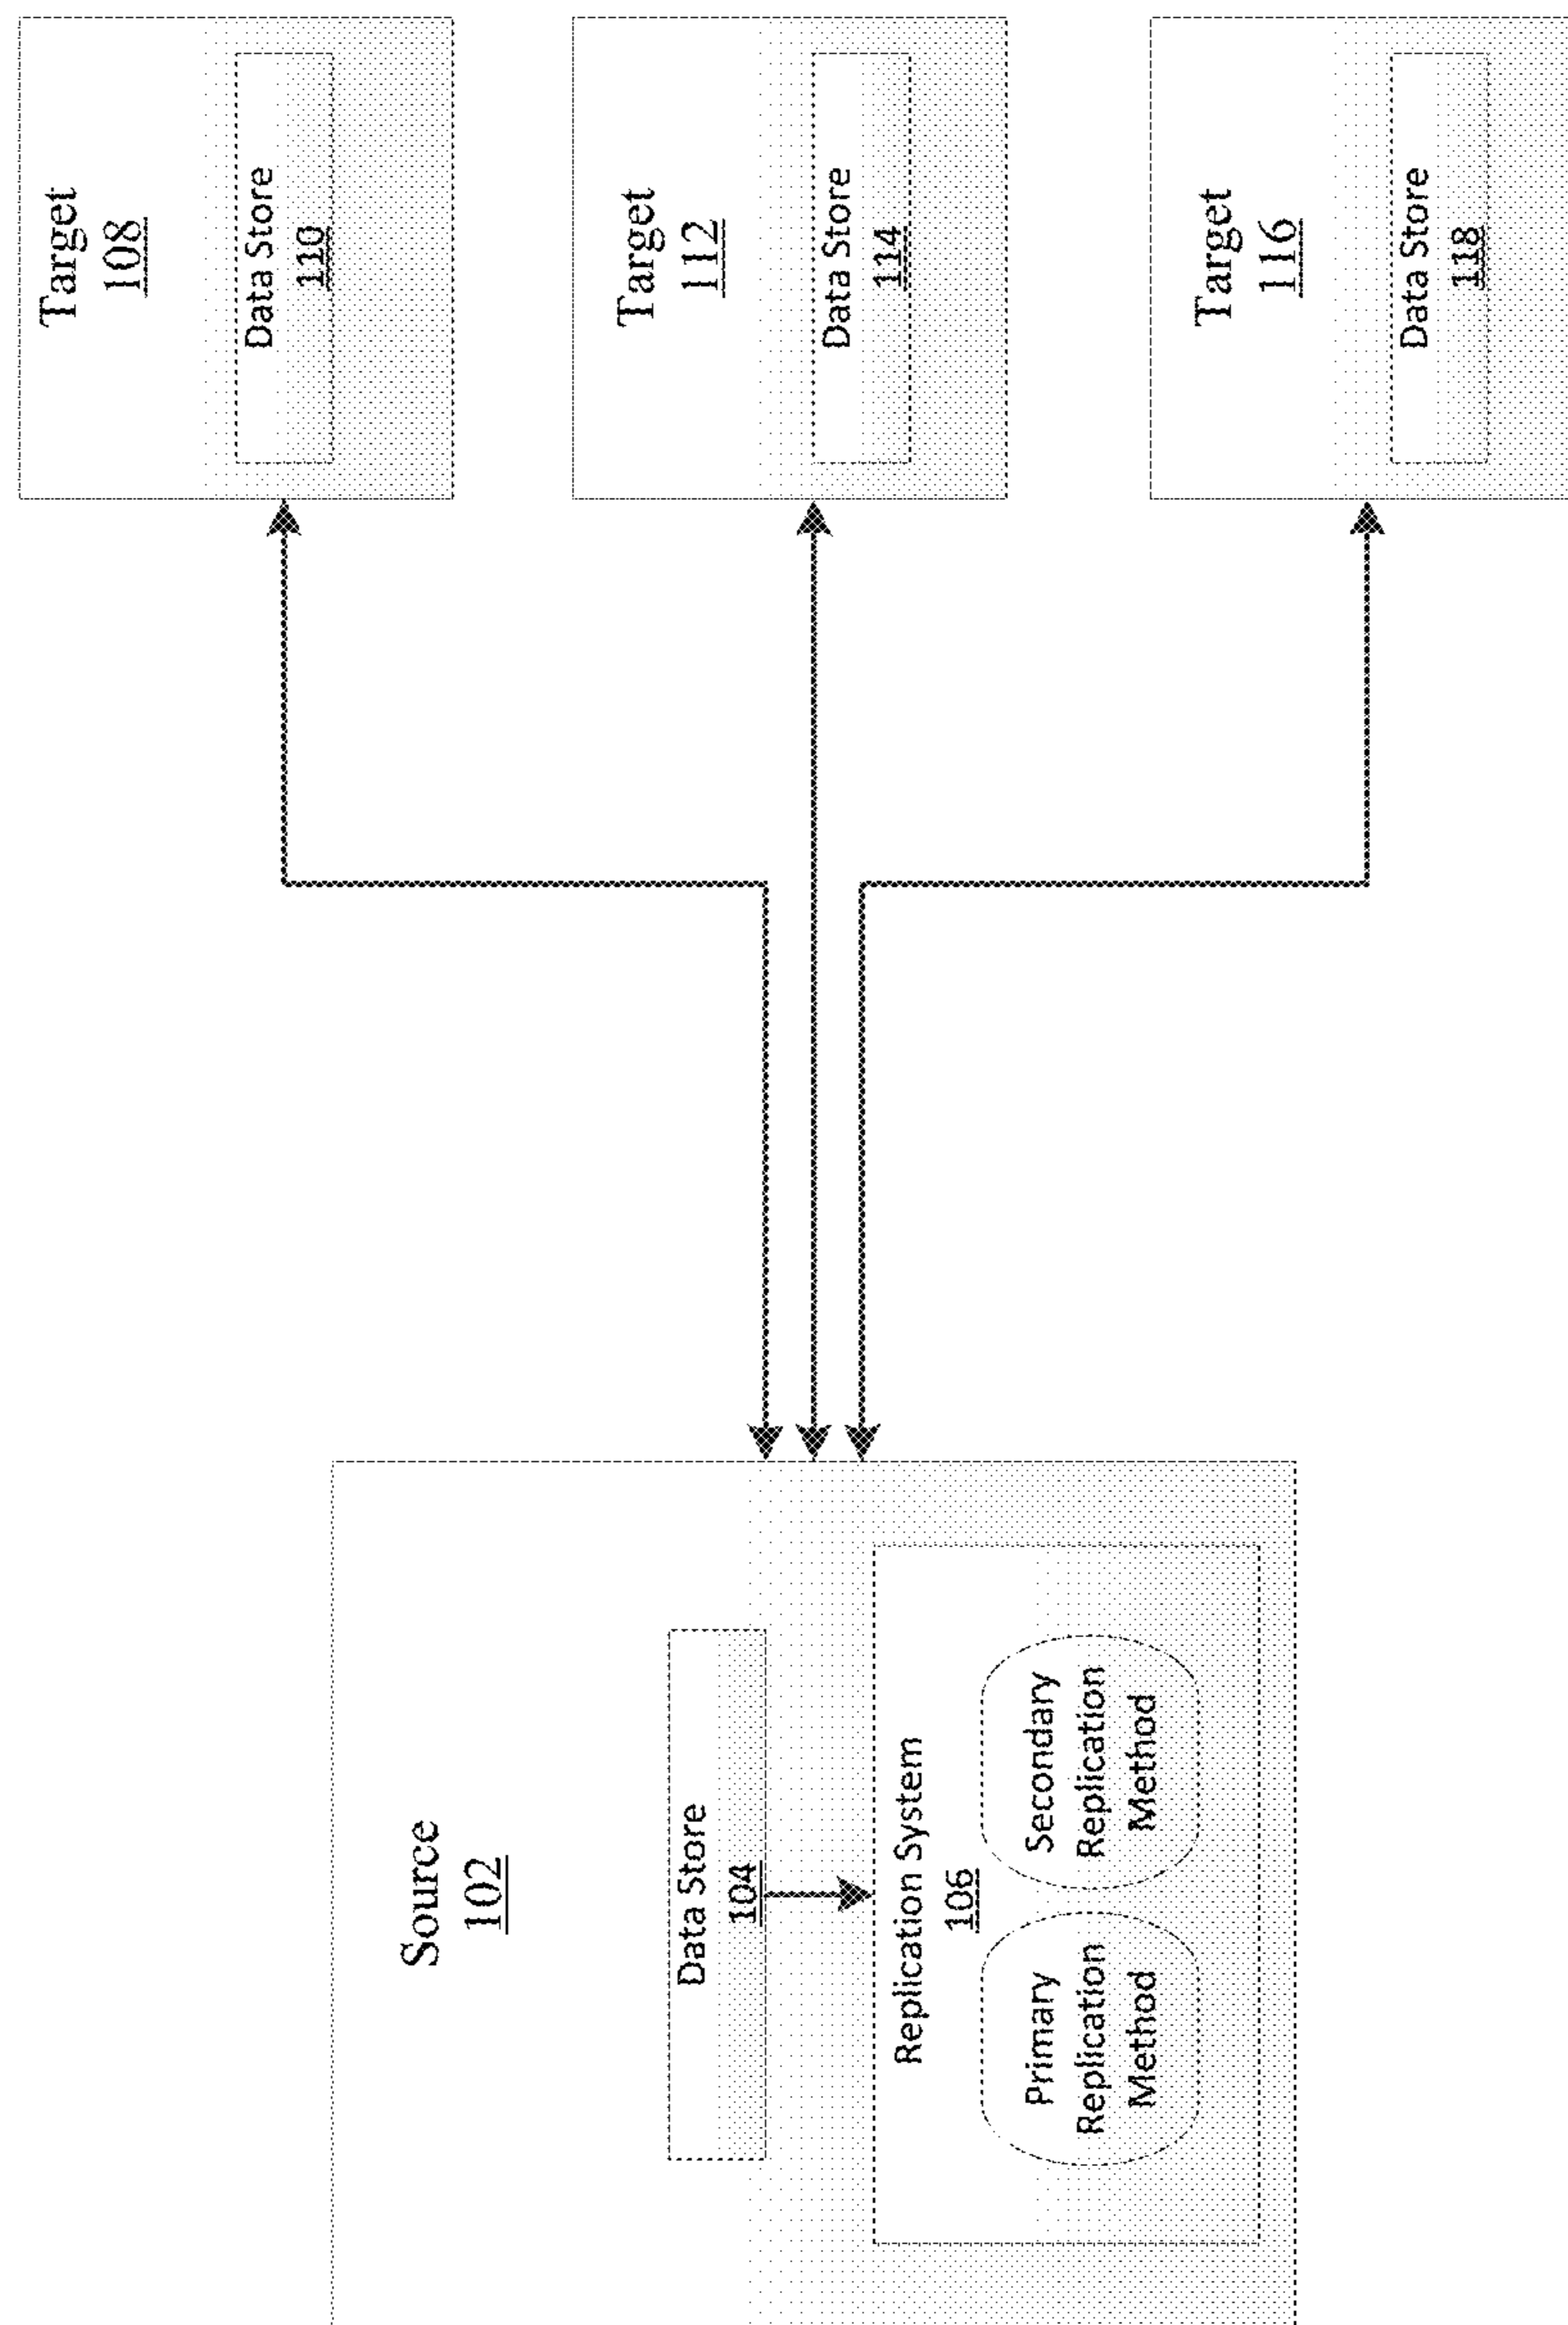 Source
102
Data Store
104
Replication System
106
Primary
Replication
Method
Secondary
Replication
Method
Target
108
Data Store
110
Target
112
Data Store
114
Target
116
Data Store
118